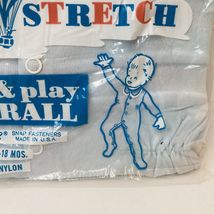 STRETCH
& play
RALL
SNAP FASTENERS
MADE IN U.S.A.
-18 MOS.
NYLON